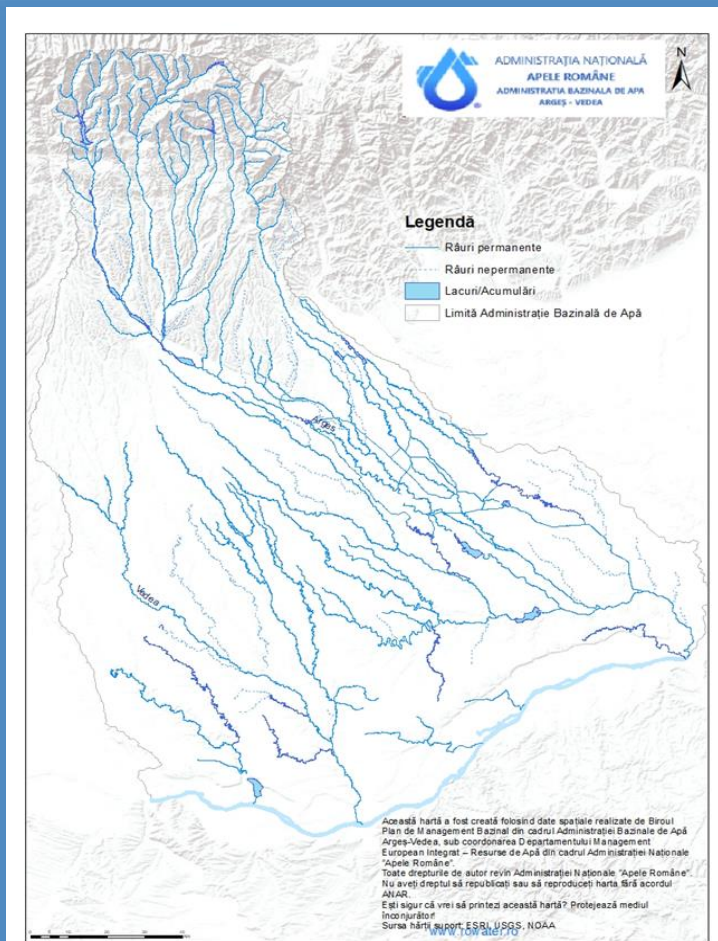 ADMINISTRAȚIA NAȚIONALĂ
APELE ROMÂNE
ADMINISTRATIA BAZINALA DE APA
ARGEȘ - VEDEA
N
Legendă
Râuri permanente
Râuri nepermanente
Lacuri/Acumulări
Limită Administrație Bazinală de Apă
Argeș
Vedea
Această hartă a fost creată folosind date spațiale realizate de Biroul
Plan de Management Bazinal din cadrul Administrației Bazinale de Apă
Argeș-Vedea, sub coordonarea Departamentului Management
European Integrat – Resurse de Apă din cadrul Administrației Naționale
"Apele Române".
Toate drepturile de autor revin Administrației Naționale "Apele Române".
Nu aveți dreptul să republicați sau să reproduceți harta fără acordul
ANAR.
Ești sigur că vrei să printezi această hartă? Protejează mediul
înconjurător!
Sursa hărții suport: ESRI, USGS, NOAA
www.rowater.ro